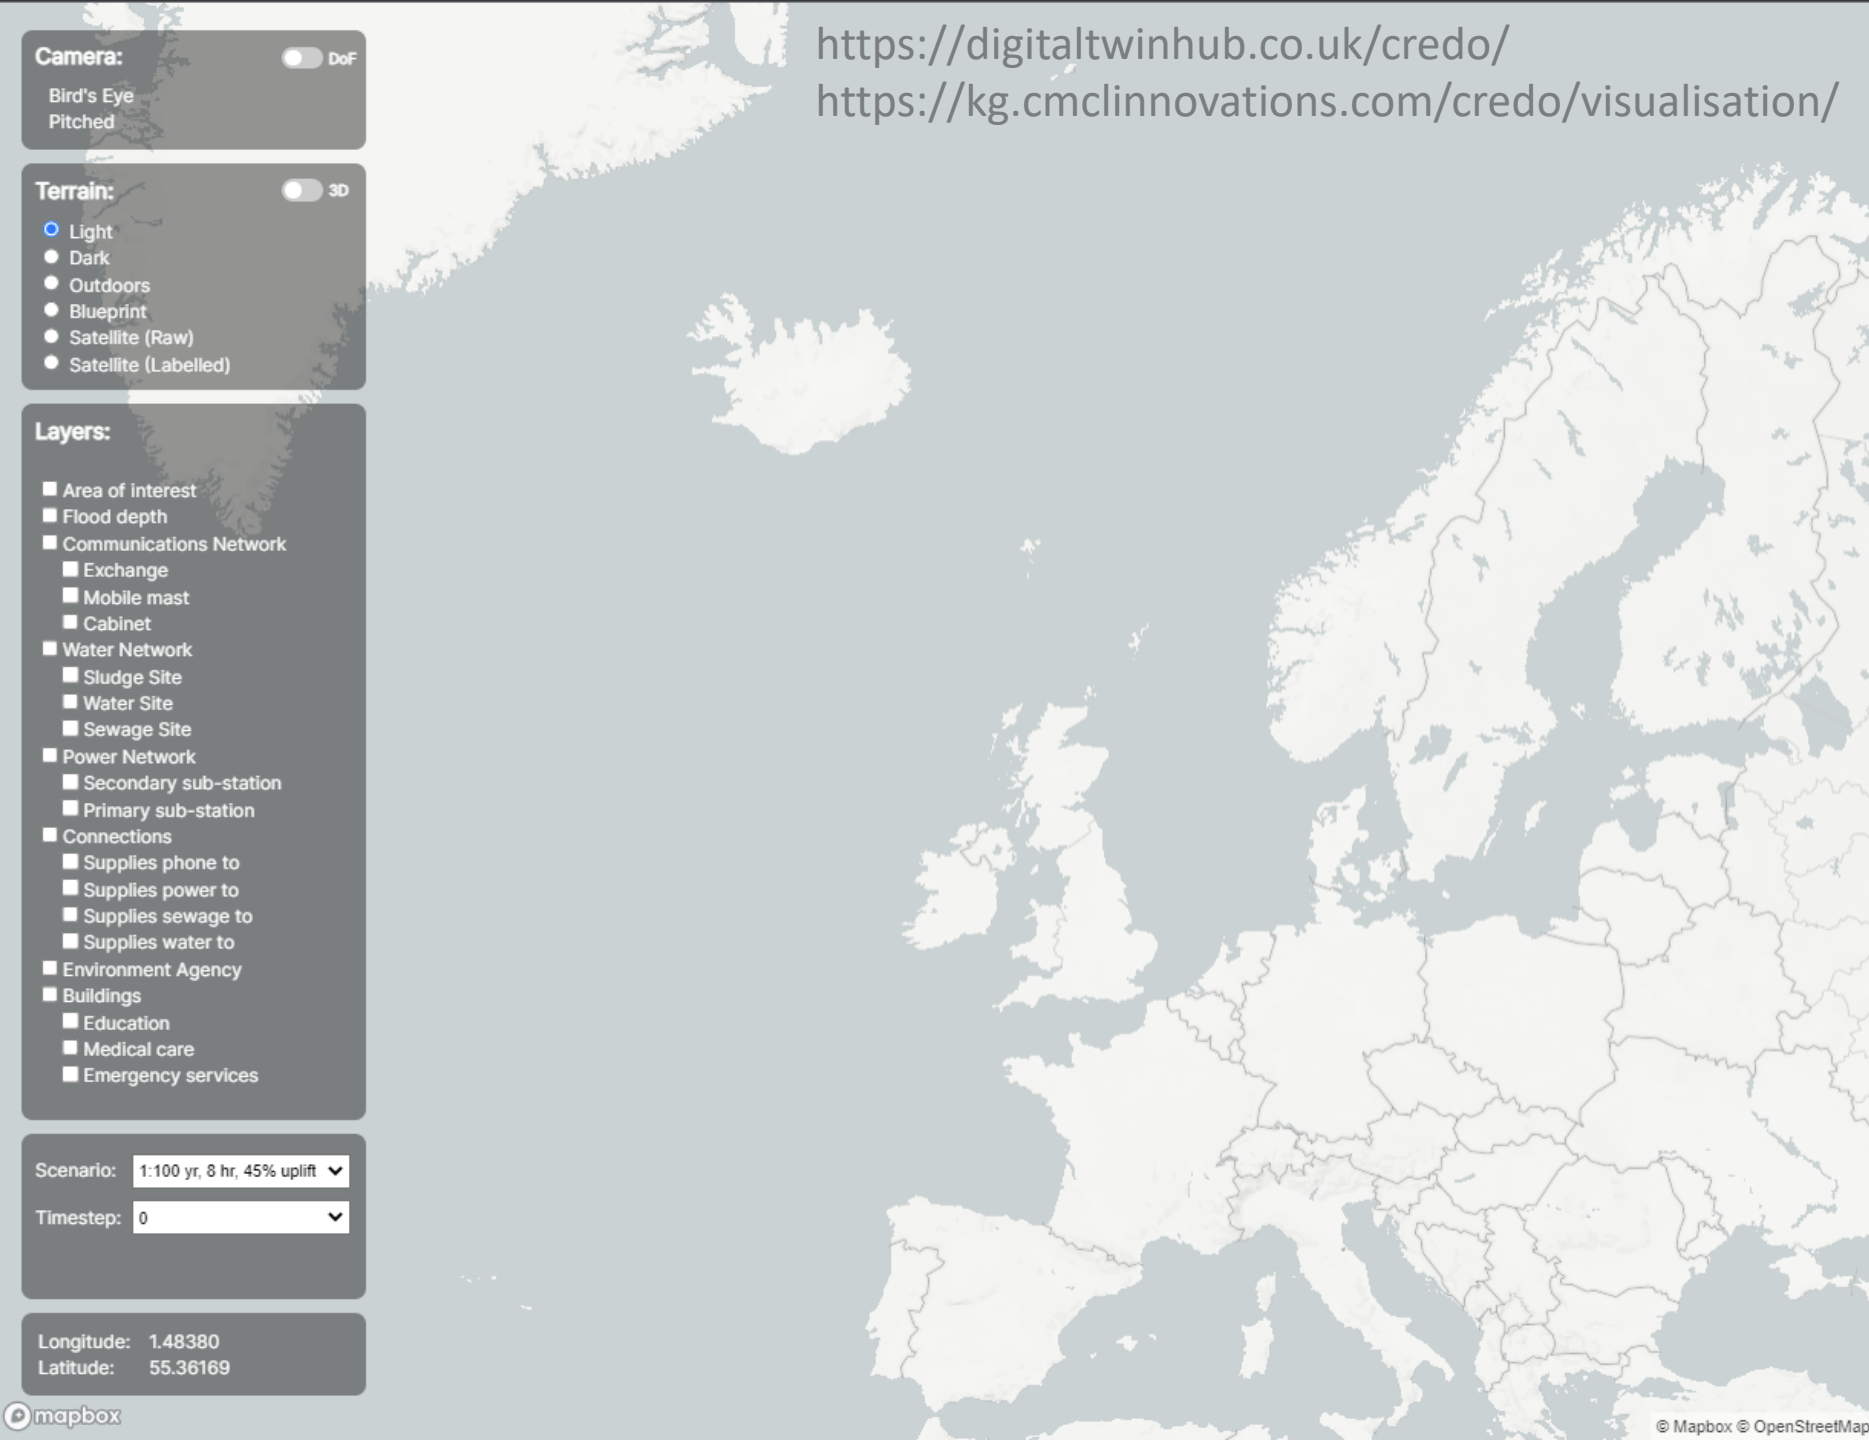 https://digitaltwinhub.co.uk/credo/
https://kg.cmclinnovations.com/credo/visualisation/
Camera:
DoF
Bird's Eye
Pitched
Terrain:
3D
Light
Dark
Outdoors
Blueprint
Satellite (Raw)
Satellite (Labelled)
Layers:
Area of interest
Flood depth
Communications Network
Exchange
Mobile mast
Cabinet
Water Network
Sludge Site
Water Site
Sewage Site
Power Network
Secondary sub-station
Primary sub-station
Connections
Supplies phone to
Supplies power to
Supplies sewage to
Supplies water to
Environment Agency
Buildings
Education
Medical care
Emergency services
Scenario: 1:100 yr, 8 hr, 45% uplift
Timestep: 0
Longitude: 1.48380
Latitude: 55.36169
mapbox
© Mapbox © OpenStreetMap